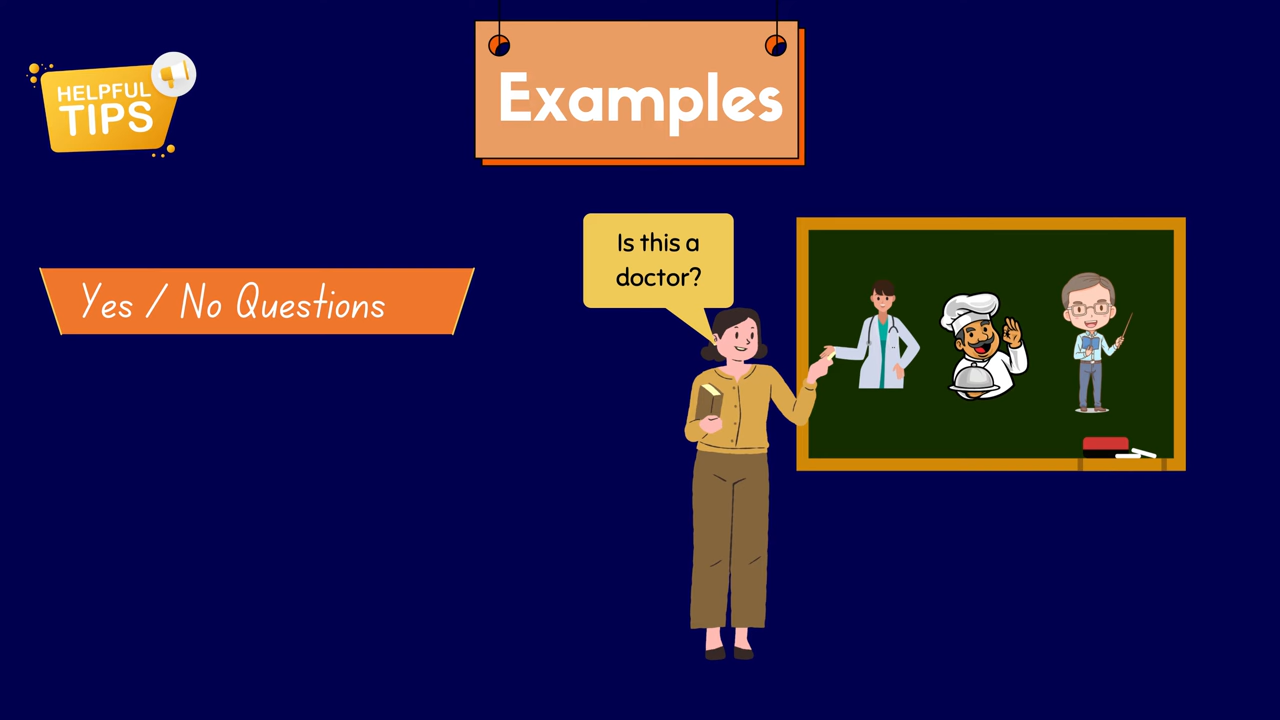 HELPFUL
TIPS
Examples
Is this a
doctor?
Yes / No Questions